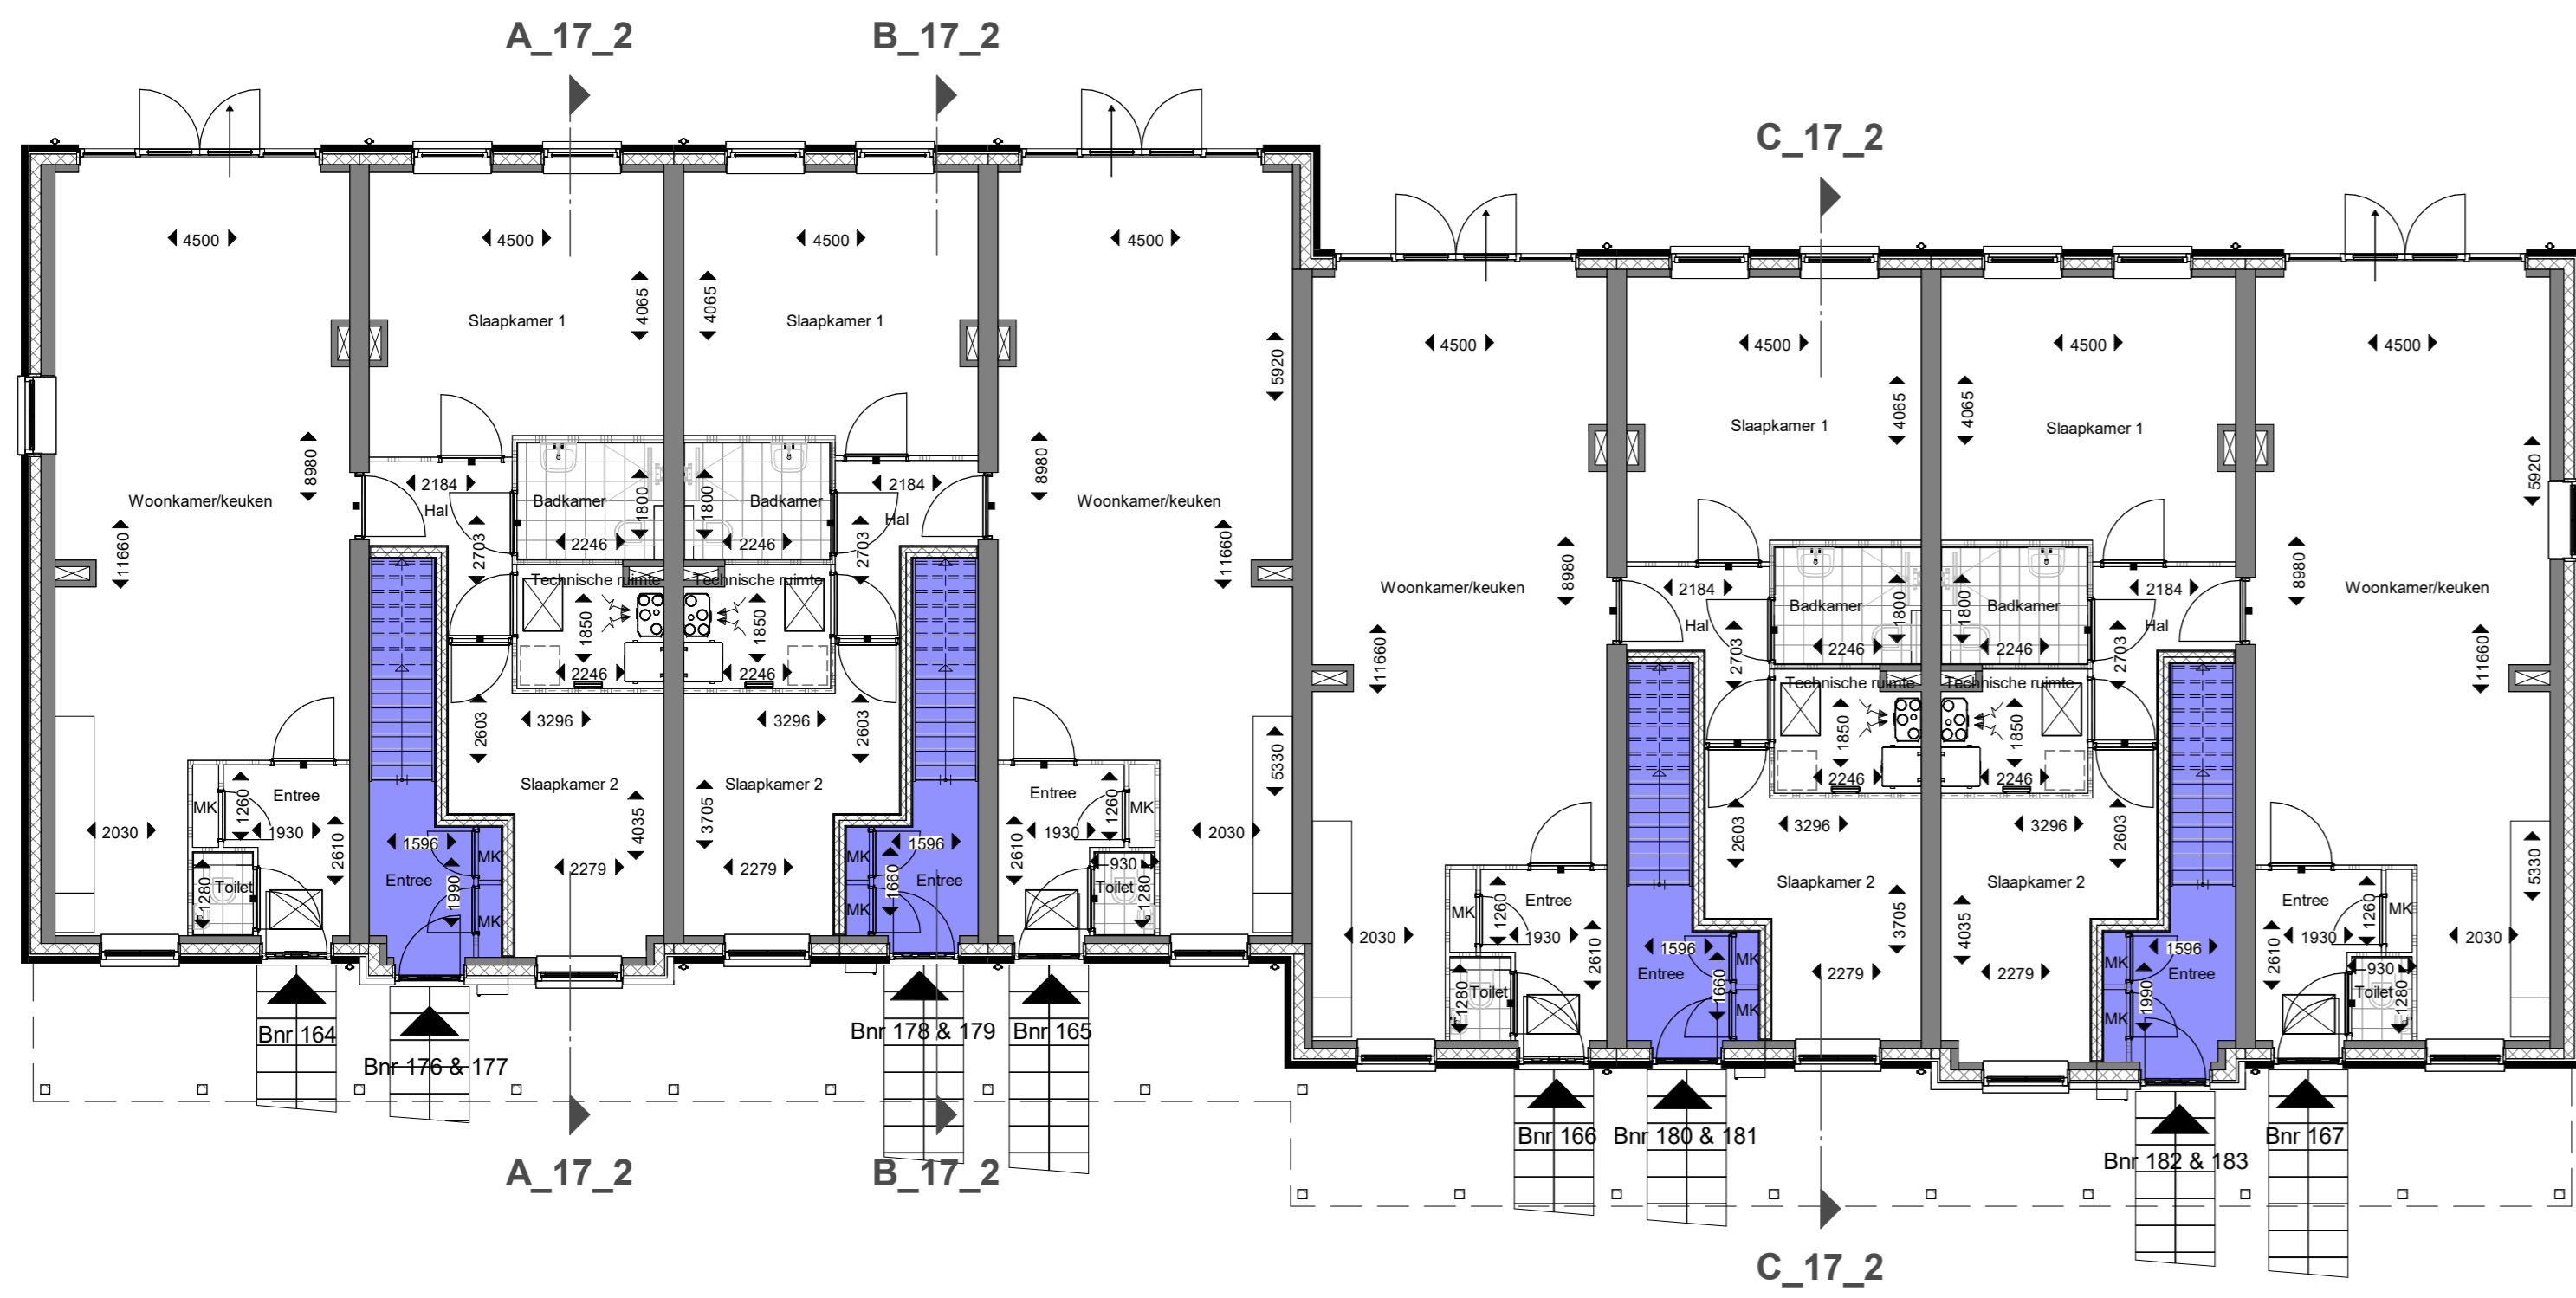 A_17_2
B_17_2
C_17_2
4500
4500
4500
4500
4065
4065
Slaapkamer 1
Slaapkamer 1
5920
8980
8980
2184
2184
Woonkamer/keuken
Hal
Badkamer
1800
1800
Badkamer
Hal
Woonkamer/keuken
11660
2703
2246
2246
2703
11660
Technische ruimte
Technische ruimte
1850
1850
2246
2246
2603
3296
3296
2603
5330
Slaapkamer 2
Slaapkamer 2
MK
1260
Entree
Entree
1260
MK
2030
1930
2610
1596
MK
4035
3705
MK
1596
2610
1930
2030
930
1280
Toilet
Entree
1990
MK
2279
2279
MK
1660
Entree
Toilet
1280
Bnr 164
Bnr 176 & 177
Bnr 178 & 179
Bnr 165
A_17_2
B_17_2
4500
4500
4500
4500
4065
4065
Slaapkamer 1
Slaapkamer 1
5920
8980
8980
Woonkamer/keuken
2184
2184
Woonkamer/keuken
Hal
Badkamer
1800
1800
Badkamer
Hal
11660
2703
2246
2246
2703
11660
Technische ruimte
Technische ruimte
1850
1850
2246
2246
2603
3296
3296
2603
5330
Slaapkamer 2
Slaapkamer 2
MK
1260
Entree
Entree
1260
MK
2030
1930
2610
1596
MK
3705
4035
MK
1596
2610
1930
2030
930
1280
Toilet
Entree
1660
MK
2279
2279
MK
1990
Entree
Toilet
1280
Bnr 166
Bnr 180 & 181
Bnr 182 & 183
Bnr 167
C_17_2